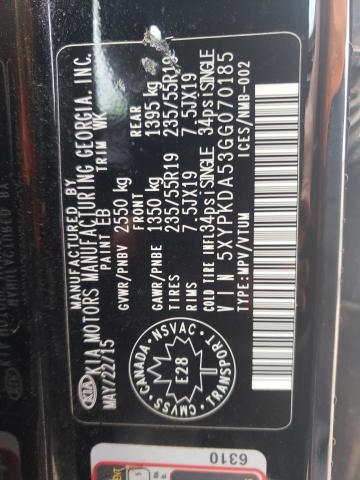 MANUFACTURED BY
KIA KIA MOTORS MANUFACTURING GEORGIA, INC.
MAY/22/15 PAINT EB TRIM WK
GVWR/PNBV 2550 kg
FRONT REAR
GAWR/PNBE 1350 kg 1395 kg
TIRES 235/55R19 235/55R19
RIMS 7.5JX19 7.5JX19
COLD TIRE INFL. 34psi SINGLE 34psi SINGLE
VIN 5XYPKDA53GG070185
TYPE:MPV/VTUM ICES/NMB-002
CANADA · NSVAC · TRANSPORT · CMVSS
E28
6310